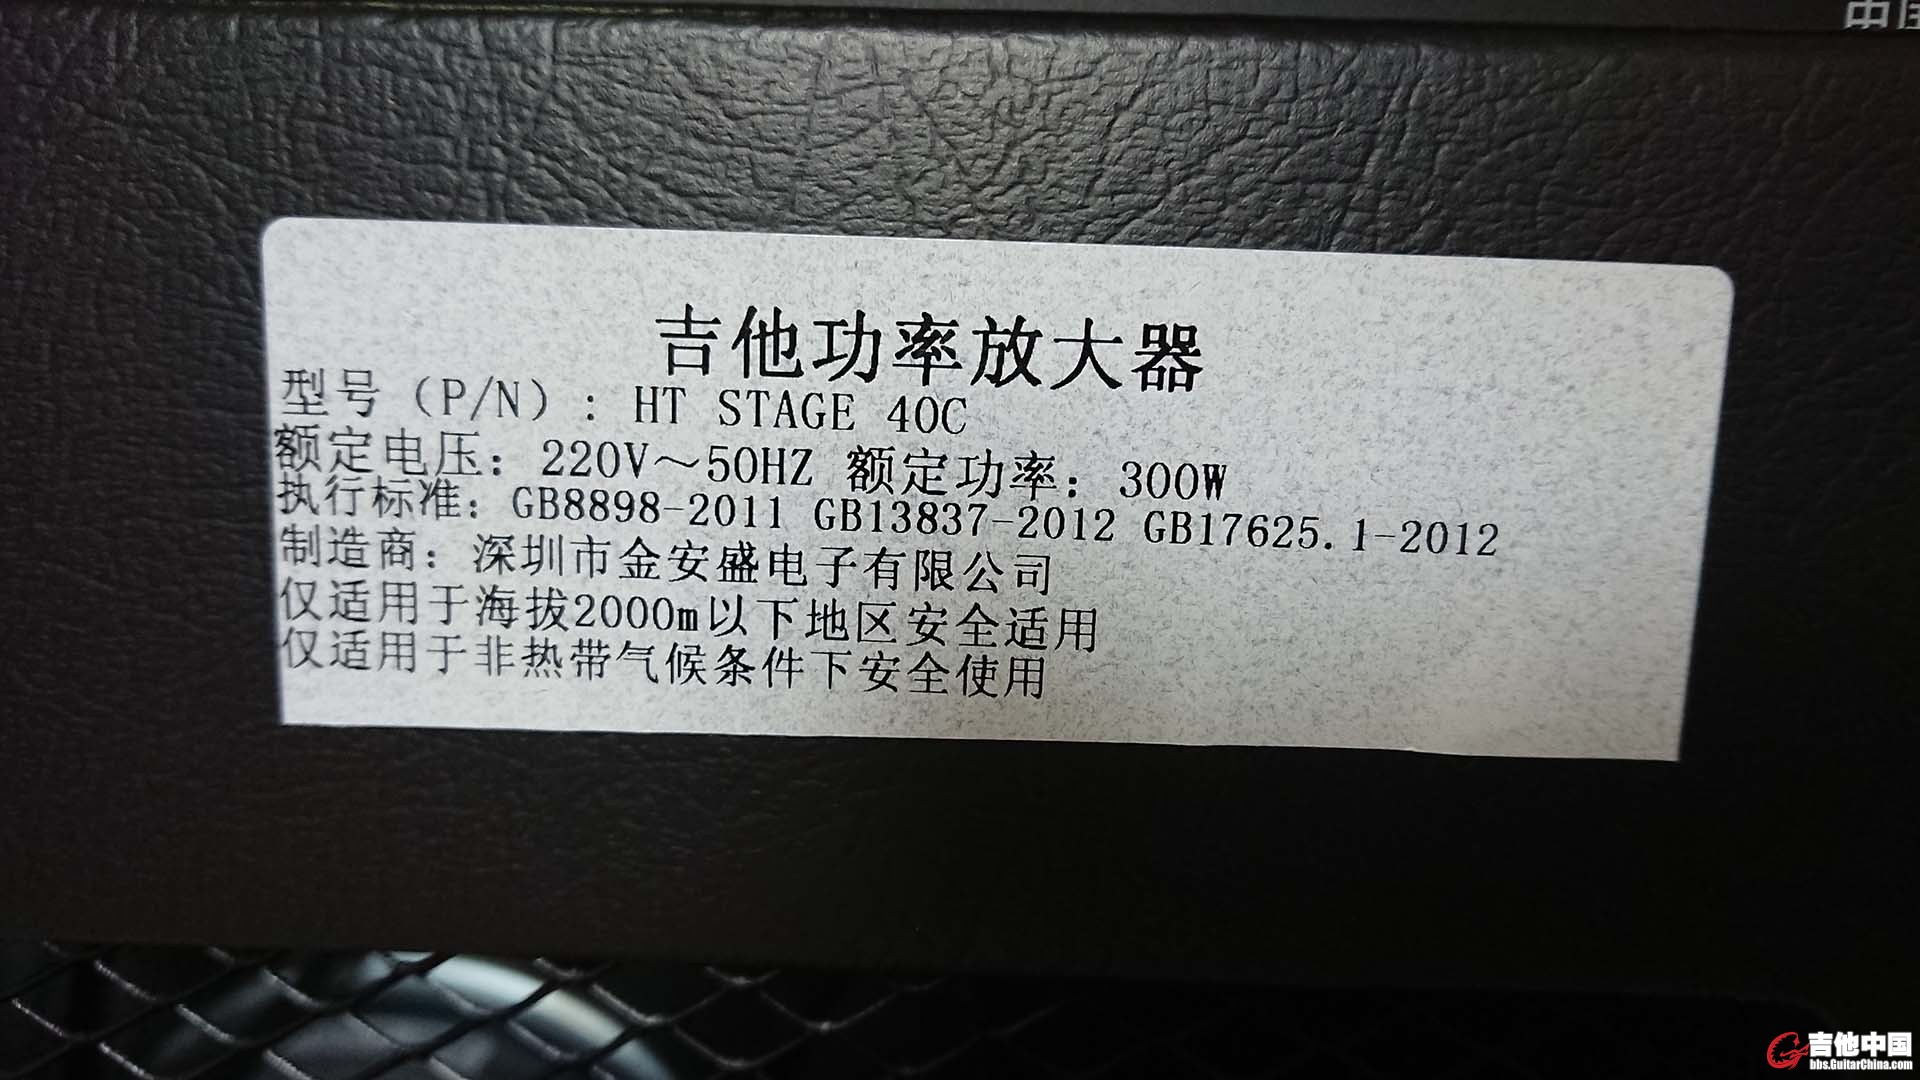 中国
吉他功率放大器
型号（P/N）: HT STAGE 40C
额定电压: 220V～50HZ 额定功率: 300W
执行标准: GB8898-2011 GB13837-2012 GB17625.1-2012
制造商: 深圳市金安盛电子有限公司
仅适用于海拔2000m以下地区安全适用
仅适用于非热带气候条件下安全使用
吉他中国
bbs.GuitarChina.com